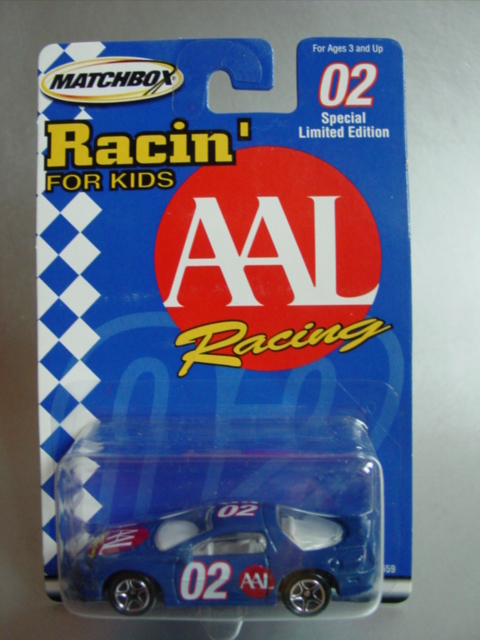 For Ages 3 and Up
MATCHBOX
02
Special
Limited Edition
Racin'
FOR KIDS
AAL
Racing
02
AAL
02
AAL